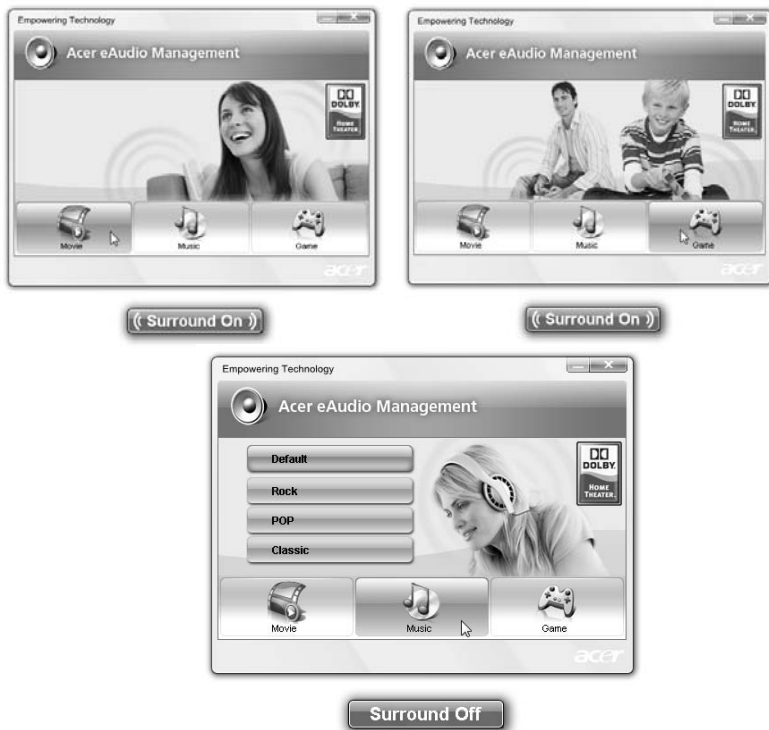 Empowering Technology
Acer eAudio Management
DOLBY
HOME THEATER
Movie
Music
Game
acer
Surround On
Empowering Technology
Acer eAudio Management
DOLBY
HOME THEATER
Movie
Music
Game
acer
Surround On
Empowering Technology
Acer eAudio Management
Default
Rock
POP
Classic
DOLBY
HOME THEATER
Movie
Music
Game
acer
Surround Off